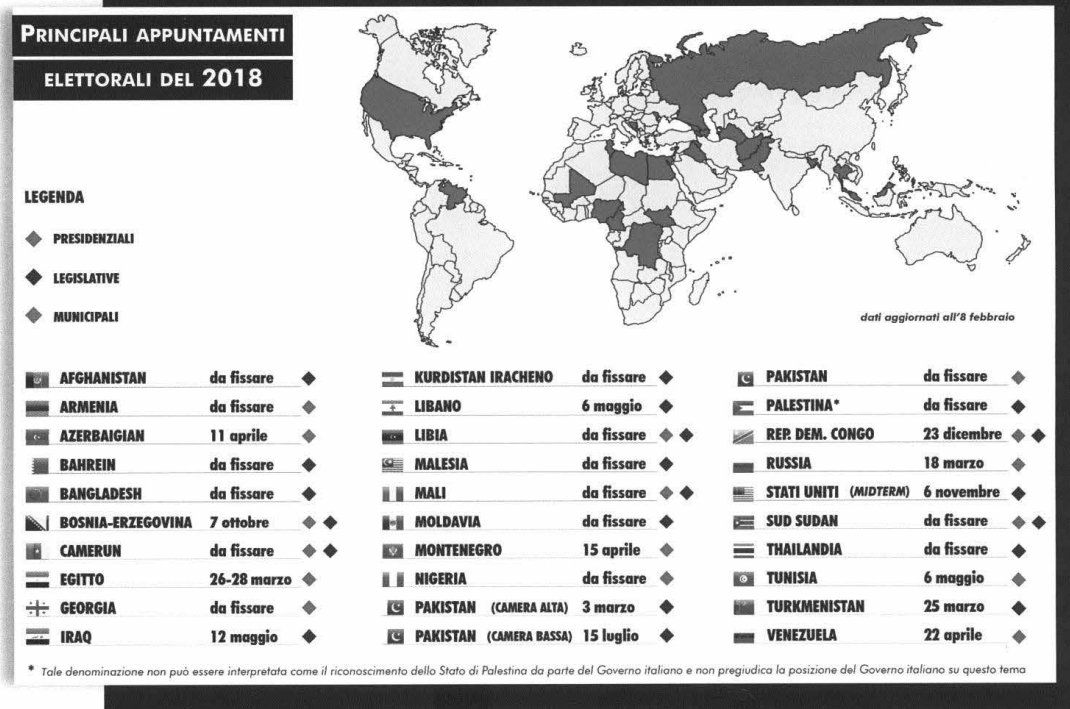 PRINCIPALI APPUNTAMENTI
ELETTORALI DEL 2018
LEGENDA
PRESIDENZIALI
LEGISLATIVE
MUNICIPALI
dati aggiornati all'8 febbraio
AFGHANISTAN da fissare
ARMENIA da fissare
AZERBAIGIAN 11 aprile
BAHREIN da fissare
BANGLADESH da fissare
BOSNIA-ERZEGOVINA 7 ottobre
CAMERUN da fissare
EGITTO 26-28 marzo
GEORGIA da fissare
IRAQ 12 maggio
KURDISTAN IRACHENO da fissare
LIBANO 6 maggio
LIBIA da fissare
MALESIA da fissare
MALI da fissare
MOLDAVIA da fissare
MONTENEGRO 15 aprile
NIGERIA da fissare
PAKISTAN (CAMERA ALTA) 3 marzo
PAKISTAN (CAMERA BASSA) 15 luglio
PAKISTAN da fissare
PALESTINA* da fissare
REP. DEM. CONGO 23 dicembre
RUSSIA 18 marzo
STATI UNITI (MIDTERM) 6 novembre
SUD SUDAN da fissare
THAILANDIA da fissare
TUNISIA 6 maggio
TURKMENISTAN 25 marzo
VENEZUELA 22 aprile
* Tale denominazione non può essere interpretata come il riconoscimento dello Stato di Palestina da parte del Governo italiano e non pregiudica la posizione del Governo italiano su questo tema